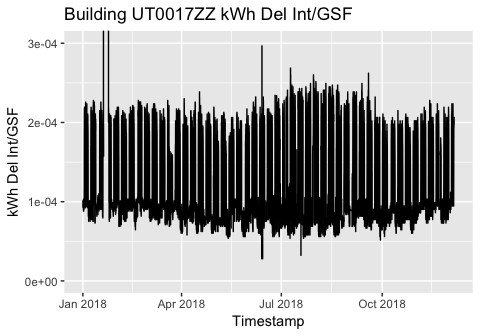 Building UT0017ZZ kWh Del Int/GSF
3e-04
2e-04
1e-04
0e+00
kWh Del Int/GSF
Jan 2018 Apr 2018 Jul 2018 Oct 2018
Timestamp